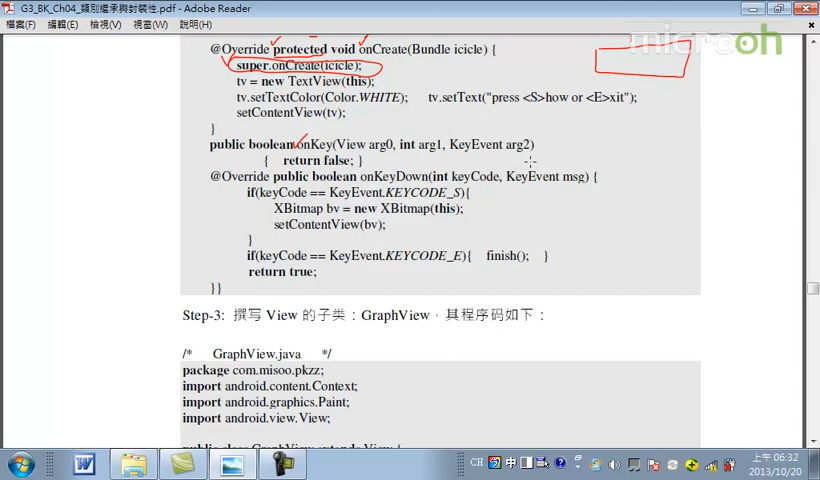 G3_BK_Ch04_類別繼承與封裝性.pdf - Adobe Reader
檔案(F) 編輯(E) 檢視(V) 視窗(W) 說明(H)
microoh
@Override protected void onCreate(Bundle icicle) {
super.onCreate(icicle);
tv = new TextView(this);
tv.setTextColor(Color.WHITE); tv.setText("press <S>how or <E>xit");
setContentView(tv);
}
public boolean onKey(View arg0, int arg1, KeyEvent arg2)
{ return false; }
@Override public boolean onKeyDown(int keyCode, KeyEvent msg) {
if(keyCode == KeyEvent.KEYCODE_S){
XBitmap bv = new XBitmap(this);
setContentView(bv);
}
if(keyCode == KeyEvent.KEYCODE_E){ finish(); }
return true;
}}
Step-3: 撰写 View 的子类：GraphView，其程序码如下：
/* GraphView.java */
package com.misoo.pkzz;
import android.content.Context;
import android.graphics.Paint;
import android.view.View;
public class GraphView extends View {
CH 中
上午 06:32
2013/10/20